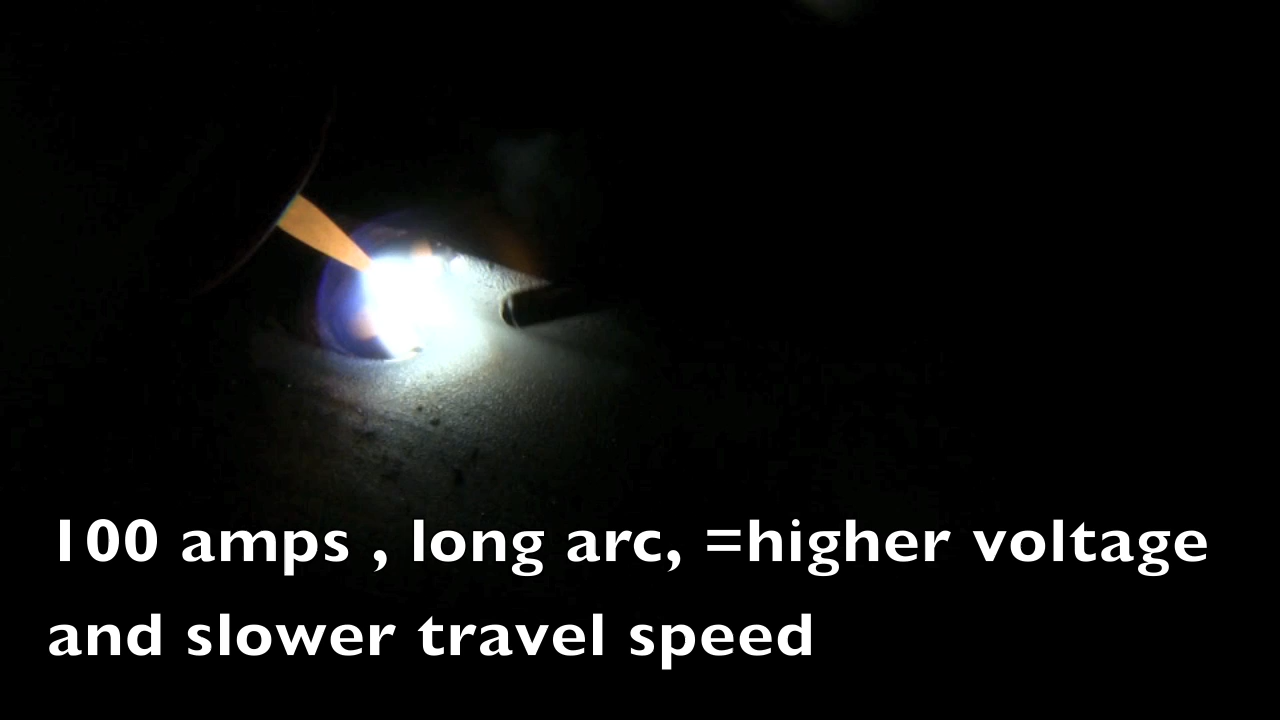 100 amps , long arc, =higher voltage
and slower travel speed